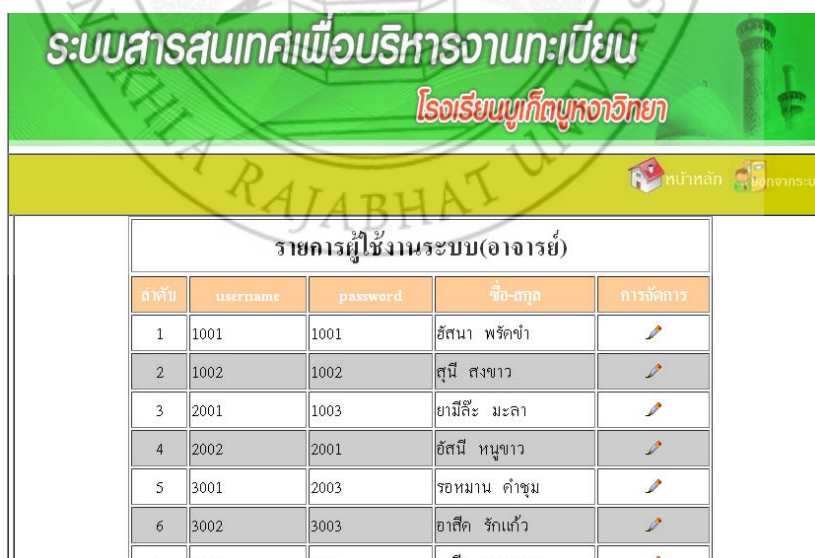 ระบบสารสนเทศเพื่อบริหารงานทะเบียน
โรงเรียนบูเก็ตบูหงาวิทยา
RAJABHAT
หน้าหลัก
รายการผู้ใช้งานระบบ(อาจารย์)
ลำดับ username password ชื่อ-สกุล การจัดการ
1 1001 1001 ฮัสนา พรัคขำ
2 1002 1002 สุนี สงขาว
3 2001 1003 ยามีล๊ะ มะลา
4 2002 2001 อัสนี หนูขาว
5 3001 2003 รอหมาน คำชุม
6 3002 3003 อาสีด รักแก้ว